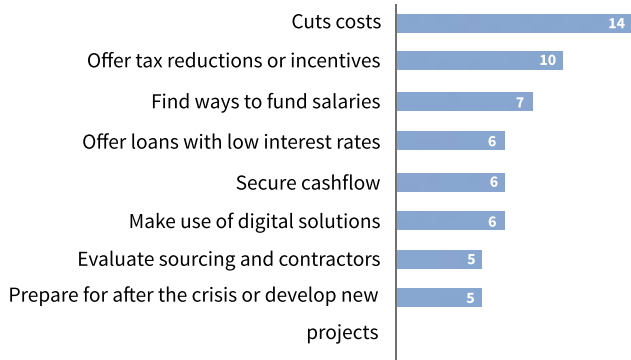 Cuts costs 14
Offer tax reductions or incentives 10
Find ways to fund salaries 7
Offer loans with low interest rates 6
Secure cashflow 6
Make use of digital solutions 6
Evaluate sourcing and contractors 5
Prepare for after the crisis or develop new 5
projects